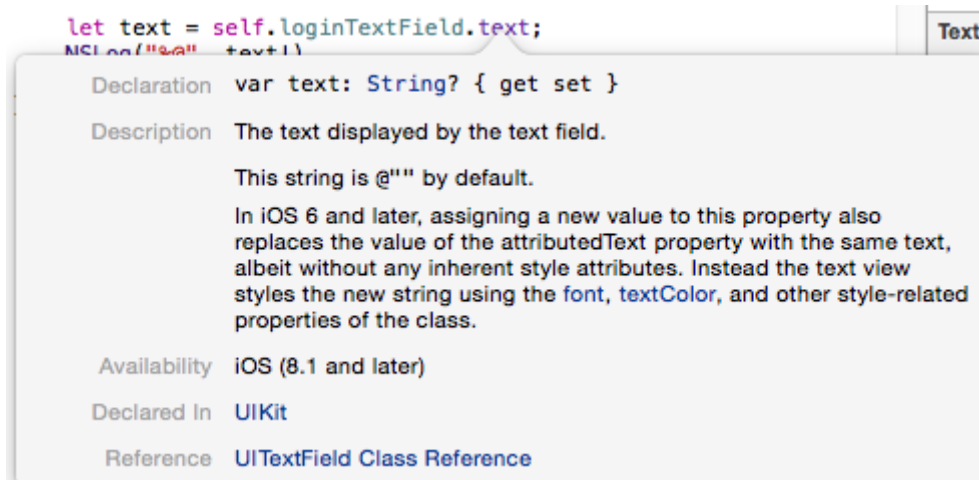 let text = self.loginTextField.text;
Text
NSLog("%@", text!)
Declaration var text: String? { get set }
Description The text displayed by the text field.
This string is @"" by default.
In iOS 6 and later, assigning a new value to this property also
replaces the value of the attributedText property with the same text,
albeit without any inherent style attributes. Instead the text view
styles the new string using the font, textColor, and other style-related
properties of the class.
Availability iOS (8.1 and later)
Declared In UIKit
Reference UITextField Class Reference